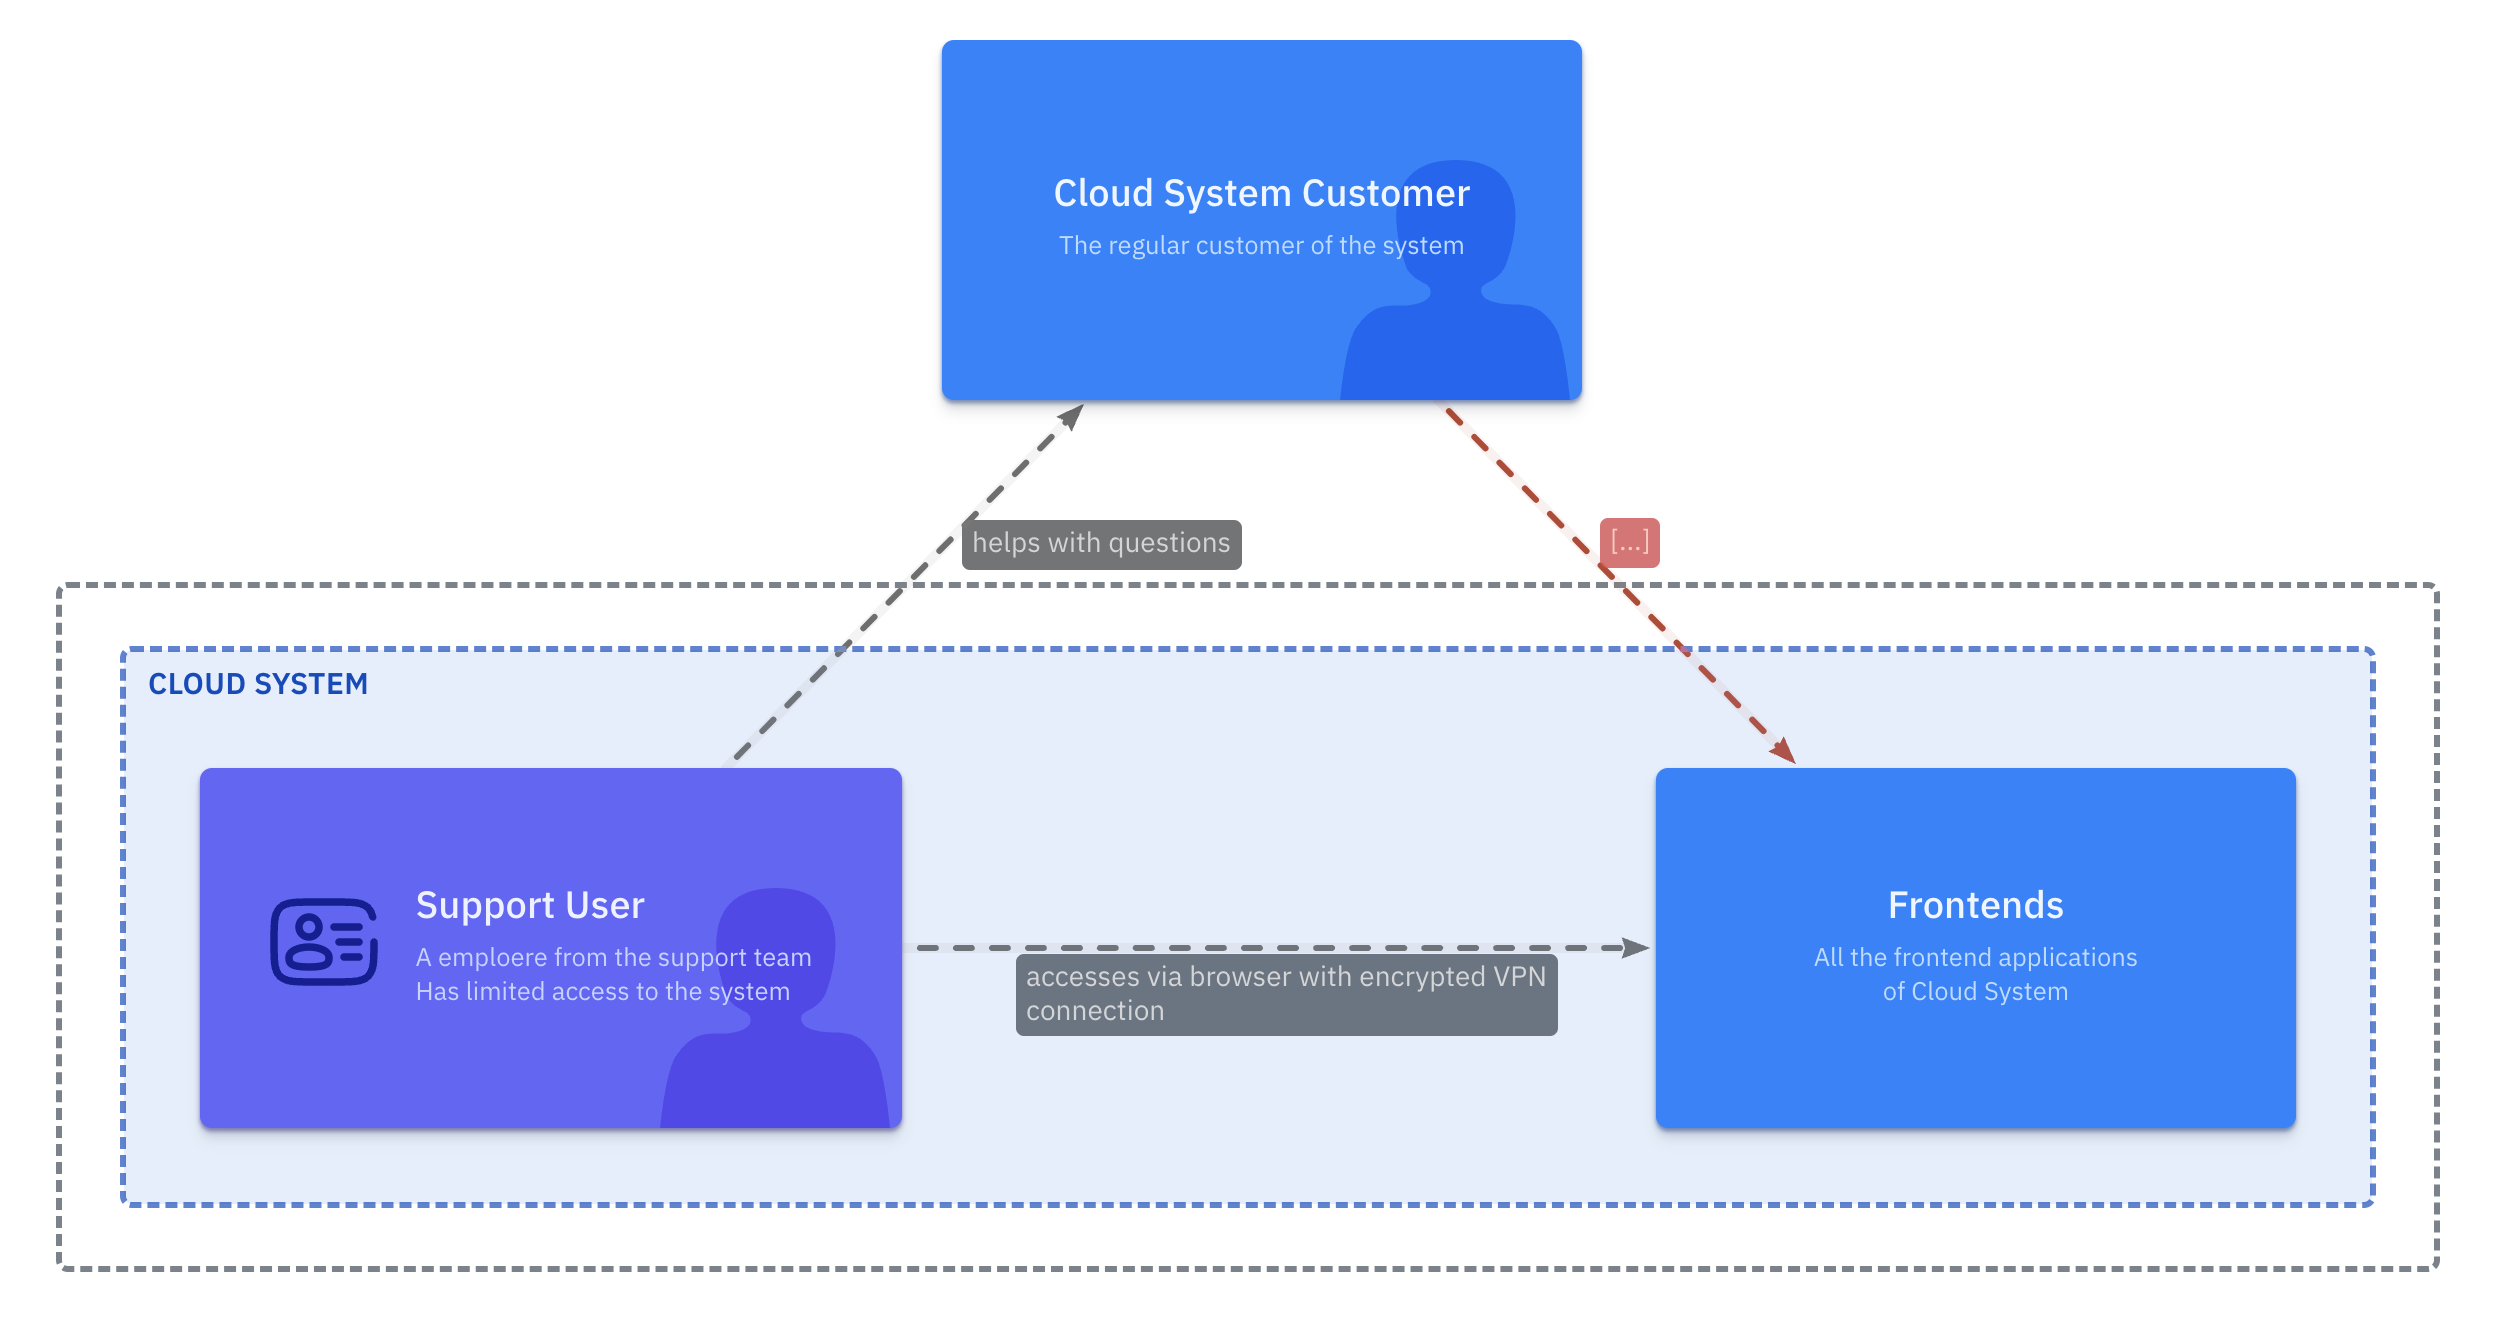 Cloud System Customer
The regular customer of the system
helps with questions
[...]
CLOUD SYSTEM
Support User
A emploere from the support team
Has limited access to the system
accesses via browser with encrypted VPN
connection
Frontends
All the frontend applications
of Cloud System